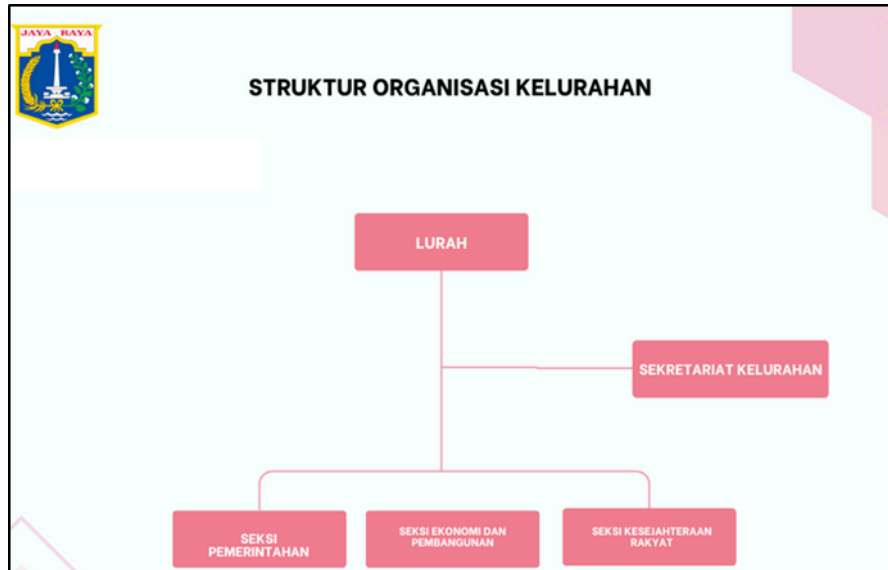 JAYA RAYA
STRUKTUR ORGANISASI KELURAHAN
LURAH
SEKRETARIAT KELURAHAN
SEKSI
PEMERINTAHAN
SEKSI EKONOMI DAN
PEMBANGUNAN
SEKSI KESEJAHTERAAN
RAKYAT